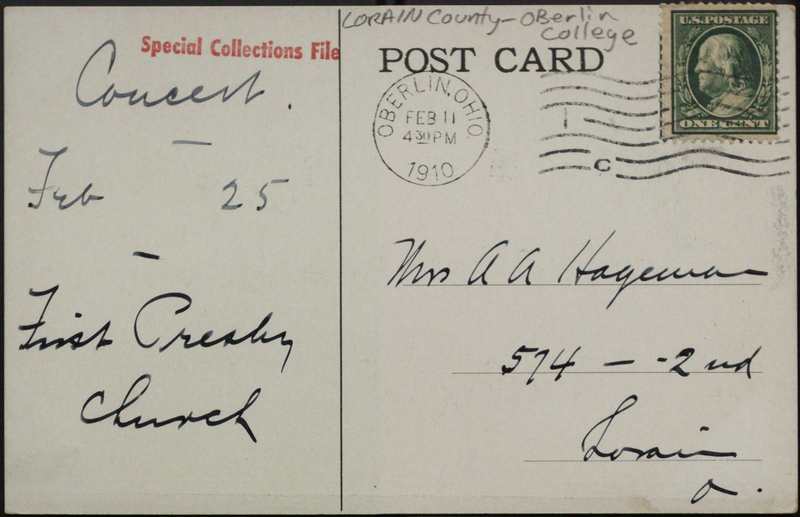 LORAIN County - OBerlin
College
Special Collections File
POST CARD
U.S. POSTAGE
ONE CENT
OBERLIN, OHIO.
FEB 11
4 30 PM
1910
C
Concert.
Feb - 25
-
First Presby
Church
Mrs A A Hageman
574 - -2nd
Lorain
O.